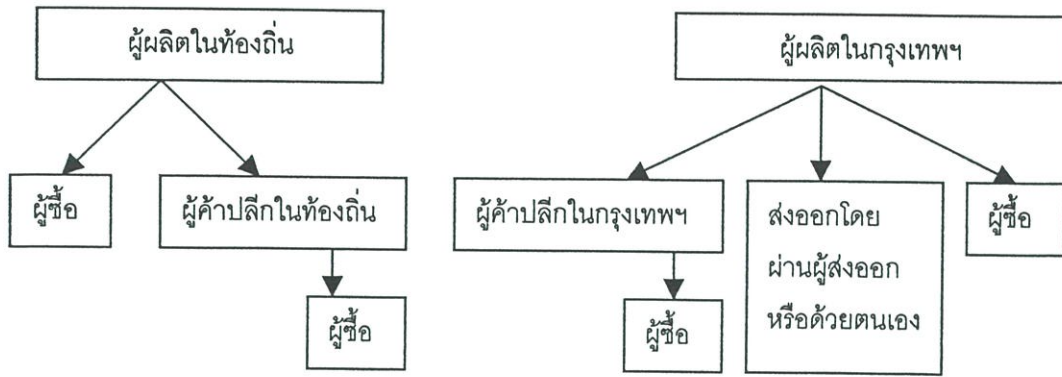 ผู้ผลิตในท้องถิ่น
ผู้ผลิตในกรุงเทพฯ
ผู้ซื้อ
ผู้ค้าปลีกในท้องถิ่น
ผู้ค้าปลีกในกรุงเทพฯ
ส่งออกโดย
ผ่านผู้ส่งออก
หรือด้วยตนเอง
ผู้ซื้อ
ผู้ซื้อ
ผู้ซื้อ